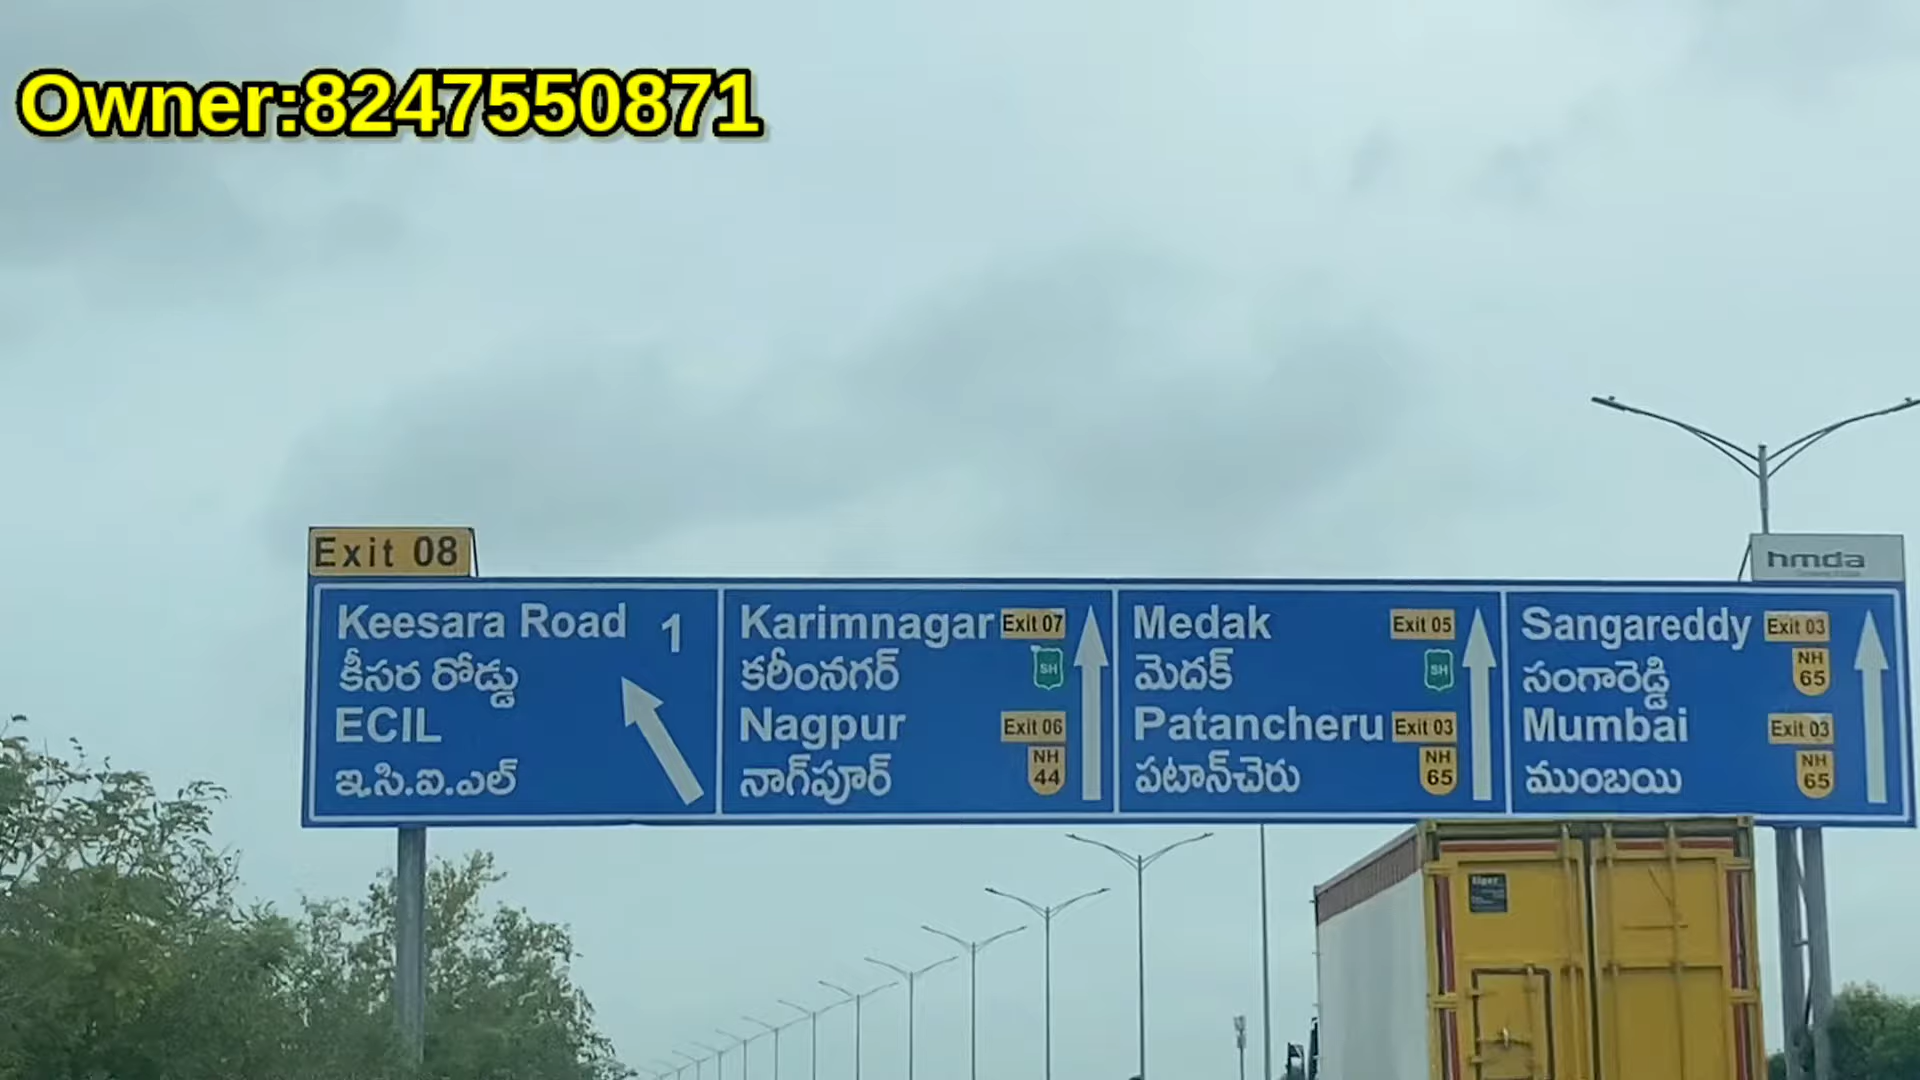 Owner:8247550871
Exit 08
hmda
Keesara Road 1
కీసర రోడ్డు
ECIL
ఇ.సి.ఐ.ఎల్
Karimnagar Exit 07
కరీంనగర్ SH
Nagpur Exit 06
నాగ్‌పూర్ NH 44
Medak Exit 05
మెదక్ SH
Patancheru Exit 03
పటాన్‌చెరు NH 65
Sangareddy Exit 03
సంగారెడ్డి NH 65
Mumbai Exit 03
ముంబయి NH 65